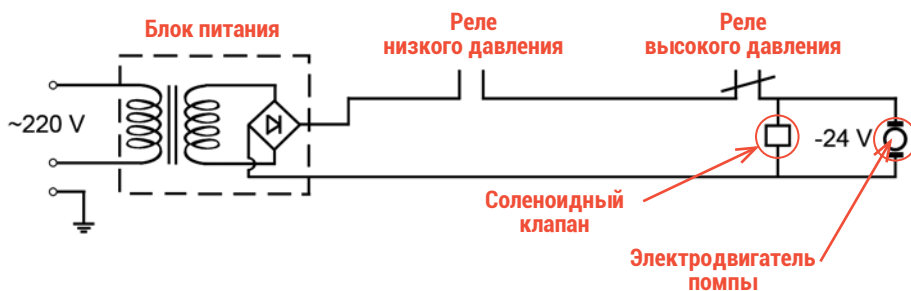 Блок питания
Реле
низкого давления
Реле
высокого давления
~220 V
-24 V
Соленоидный
клапан
Электродвигатель
помпы